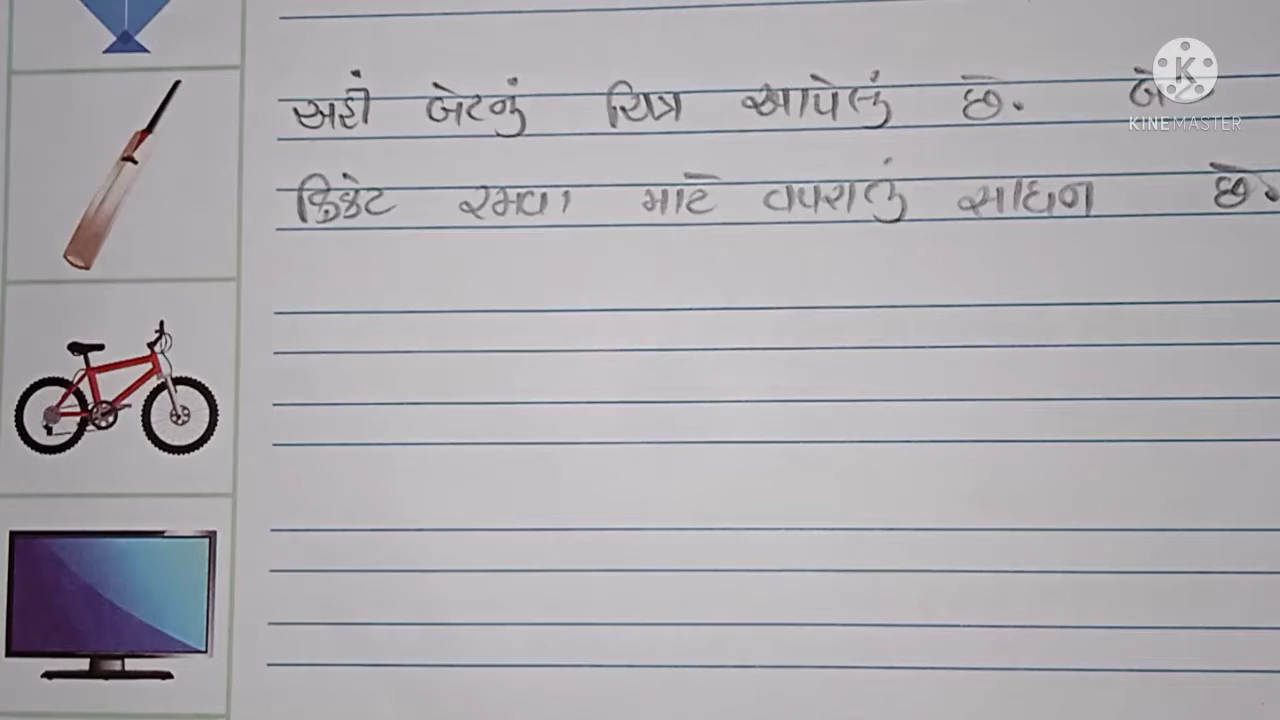 અહીં બેટનું ચિત્ર આપેલું છે. બેટ
KINEMASTER
ક્રિકેટ રમવા માટે વપરાતું સાધન છે.